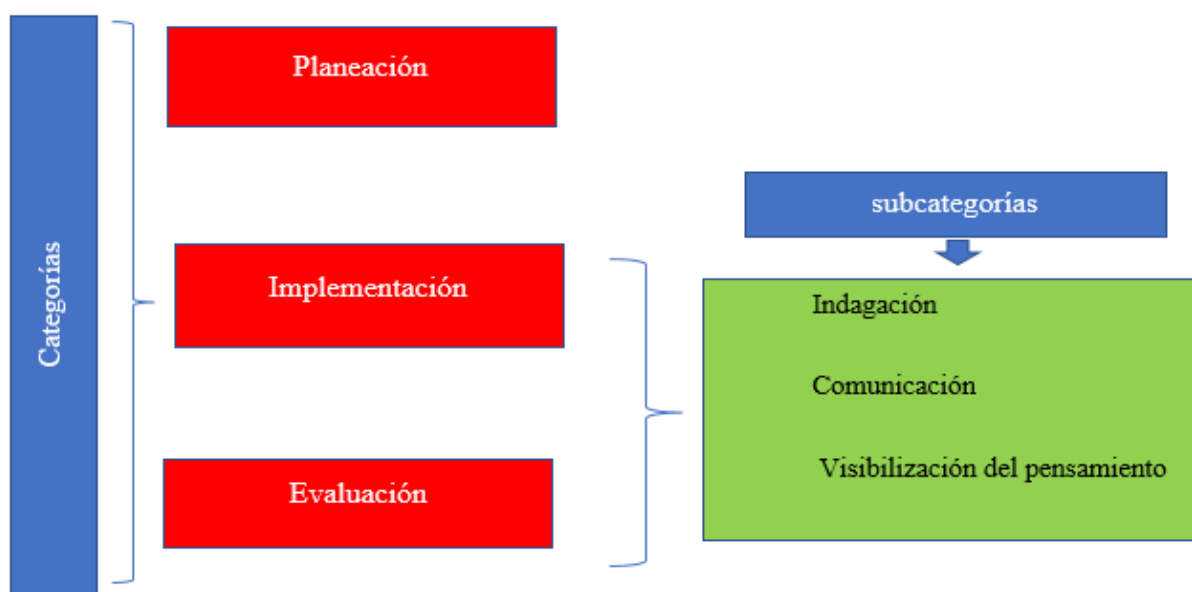 Categorías
Planeación
Implementación
Evaluación
subcategorías
Indagación
Comunicación
Visibilización del pensamiento